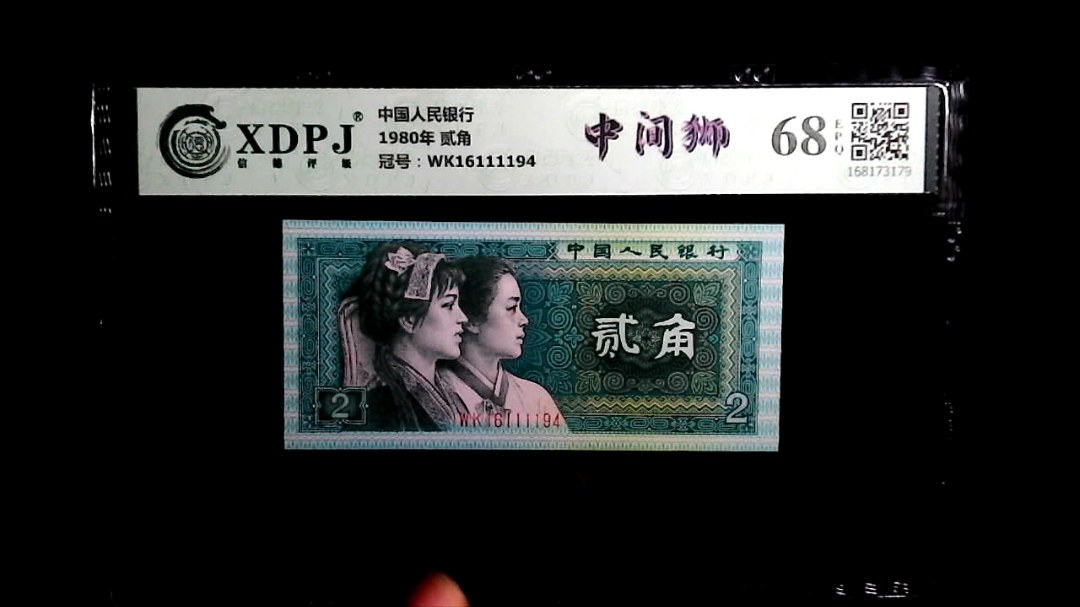 XDPJ®
信德评级
中国人民银行
1980年 贰角
冠号：WK16111194
中间狮
68
EPQ
168173179
中国人民银行
贰角
2
WK16111194
2